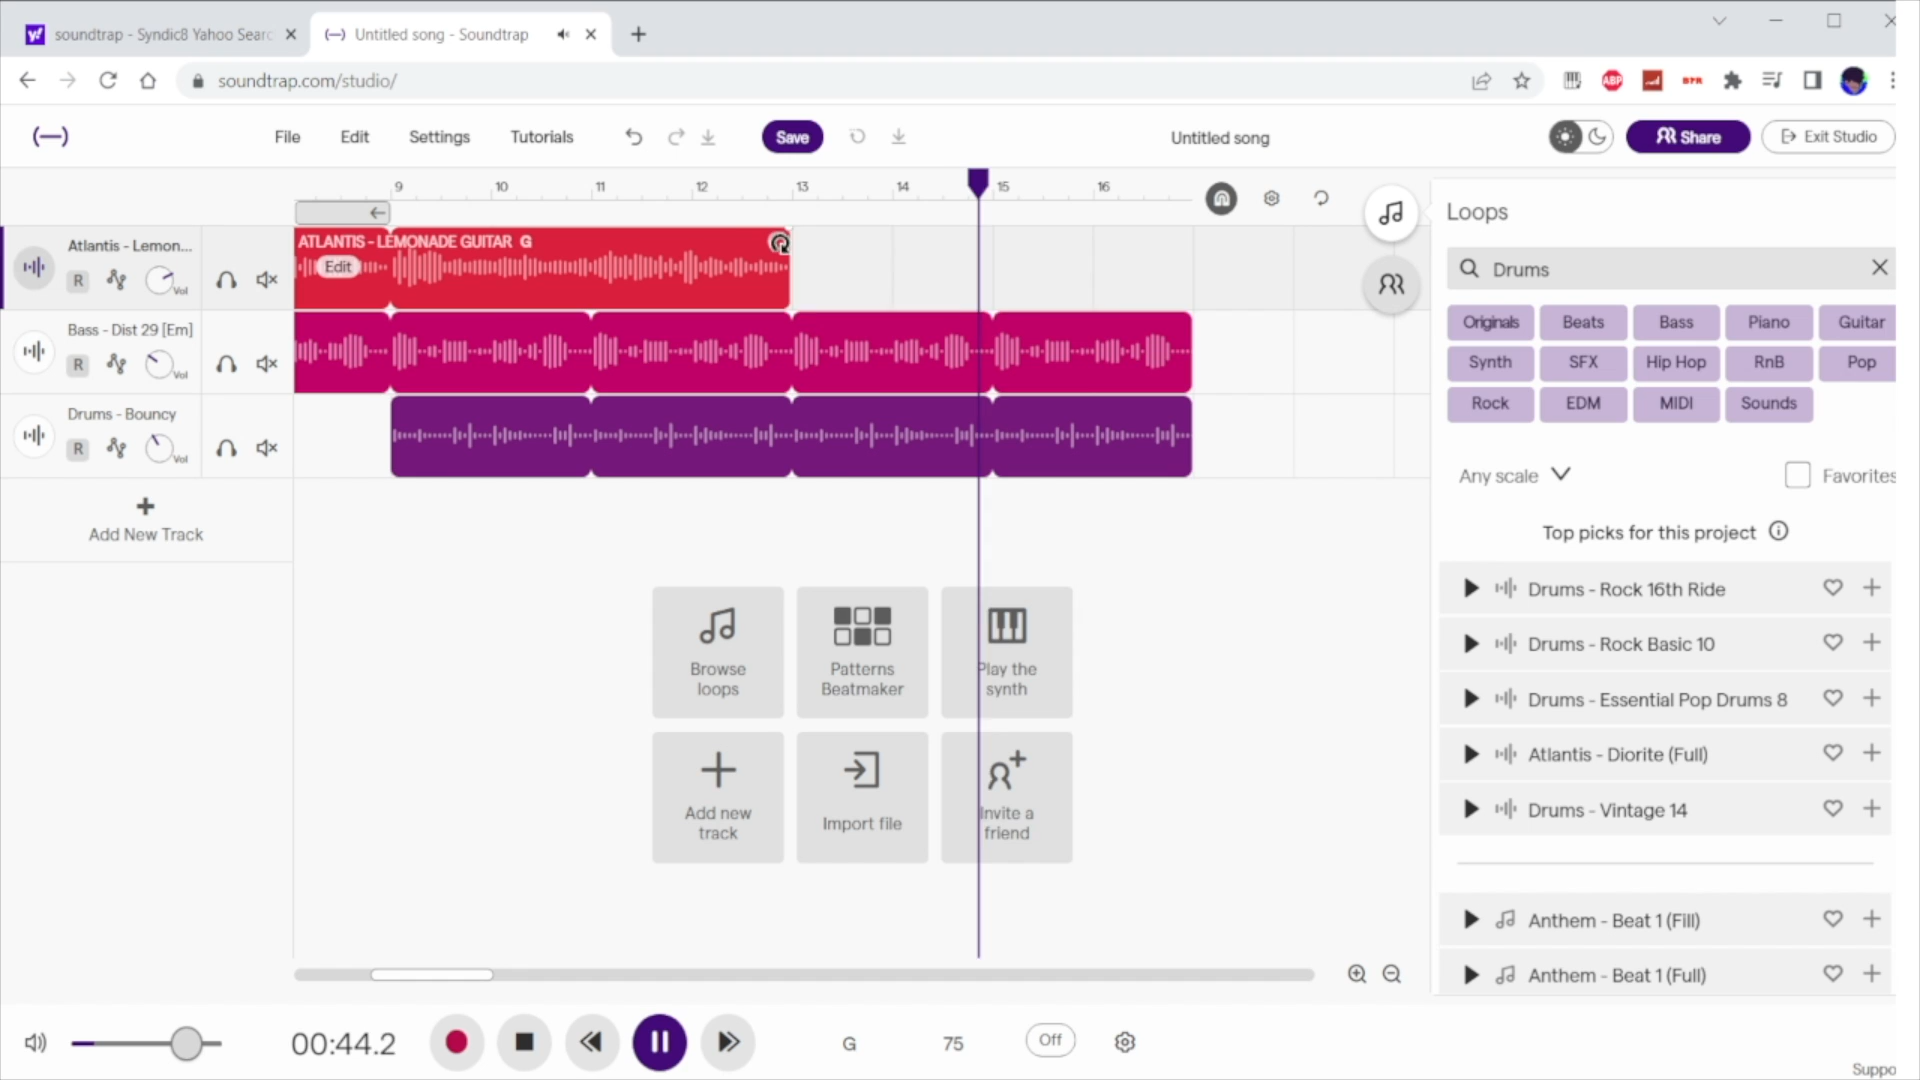 soundtrap - Syndic8 Yahoo Searc
Untitled song - Soundtrap
soundtrap.com/studio/
ABP
BPM
File
Edit
Settings
Tutorials
Save
Untitled song
Share
Exit Studio
9
10
11
12
13
14
15
16
Atlantis - Lemon...
R
Vol
ATLANTIS - LEMONADE GUITAR G
Edit
Bass - Dist 29 [Em]
R
Vol
Drums - Bouncy
R
Vol
Add New Track
Browse
loops
Patterns
Beatmaker
Play the
synth
Add new
track
Import file
Invite a
friend
Loops
Drums
Originals
Beats
Bass
Piano
Guitar
Synth
SFX
Hip Hop
RnB
Pop
Rock
EDM
MIDI
Sounds
Any scale
Favorites
Top picks for this project
Drums - Rock 16th Ride
Drums - Rock Basic 10
Drums - Essential Pop Drums 8
Atlantis - Diorite (Full)
Drums - Vintage 14
Anthem - Beat 1 (Fill)
Anthem - Beat 1 (Full)
00:44.2
G
75
Off
Suppo